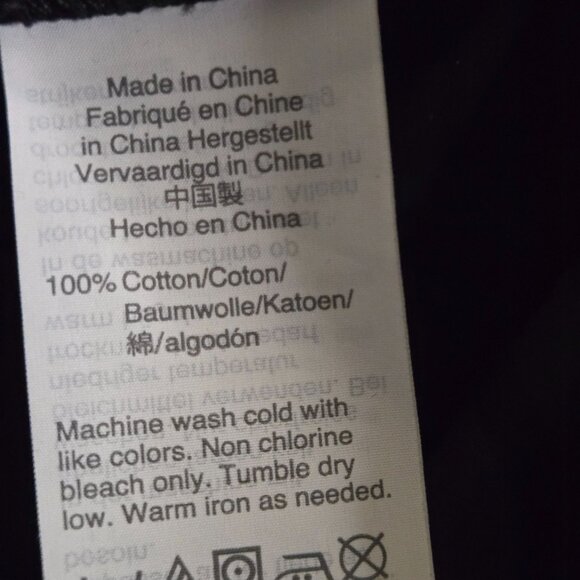 Made in China
Fabriqué en Chine
in China Hergestellt
Vervaardigd in China
中国製
Hecho en China
100% Cotton/Coton/
Baumwolle/Katoen/
綿/algodón
Machine wash cold with
like colors. Non chlorine
bleach only. Tumble dry
low. Warm iron as needed.